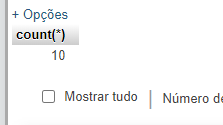 + Opções
count(*)
10
Mostrar tudo | Número de